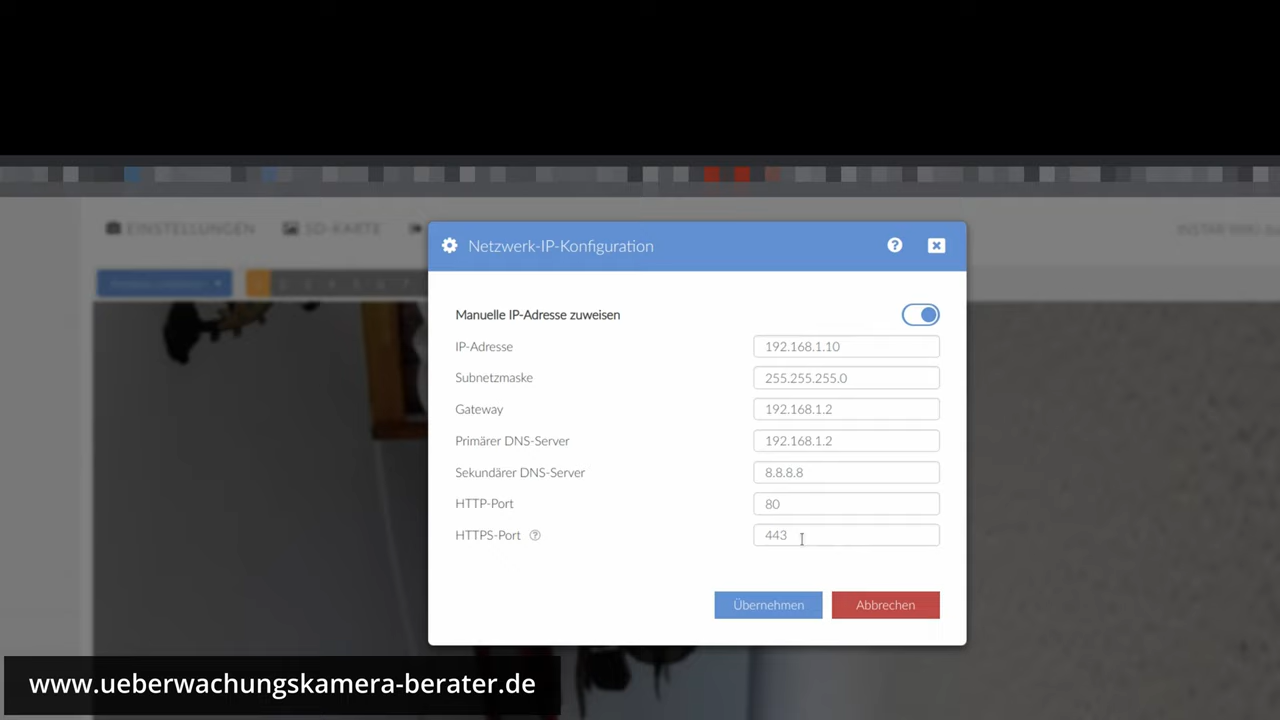 EINSTELLUNGEN SD-KARTE
Netzwerk-IP-Konfiguration
Manuelle IP-Adresse zuweisen
IP-Adresse 192.168.1.10
Subnetzmaske 255.255.255.0
Gateway 192.168.1.2
Primärer DNS-Server 192.168.1.2
Sekundärer DNS-Server 8.8.8.8
HTTP-Port 80
HTTPS-Port 443
Übernehmen Abbrechen
www.ueberwachungskamera-berater.de